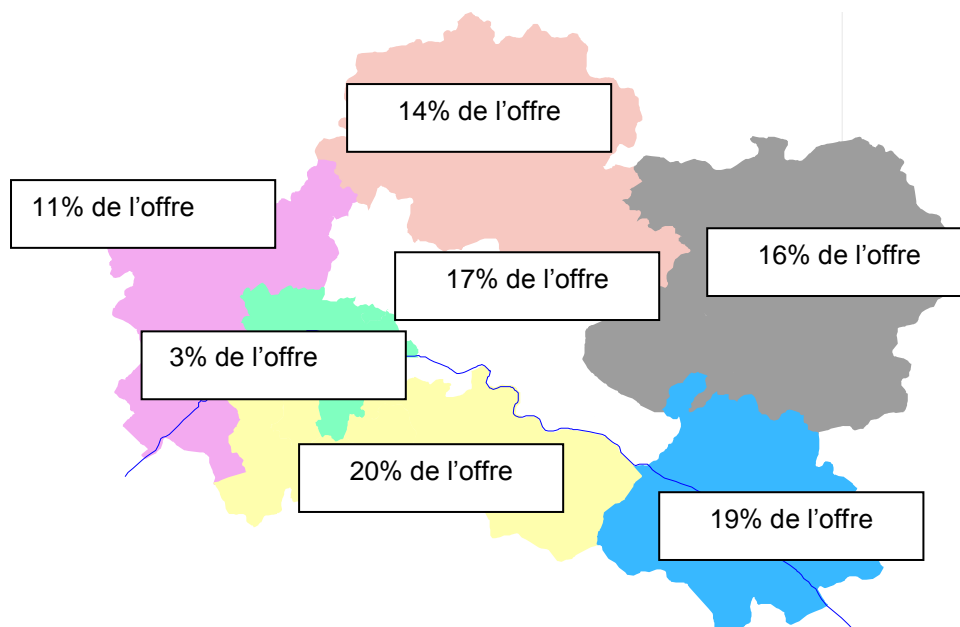 14% de l’offre
11% de l’offre
16% de l’offre
17% de l’offre
3% de l’offre
20% de l’offre
19% de l’offre